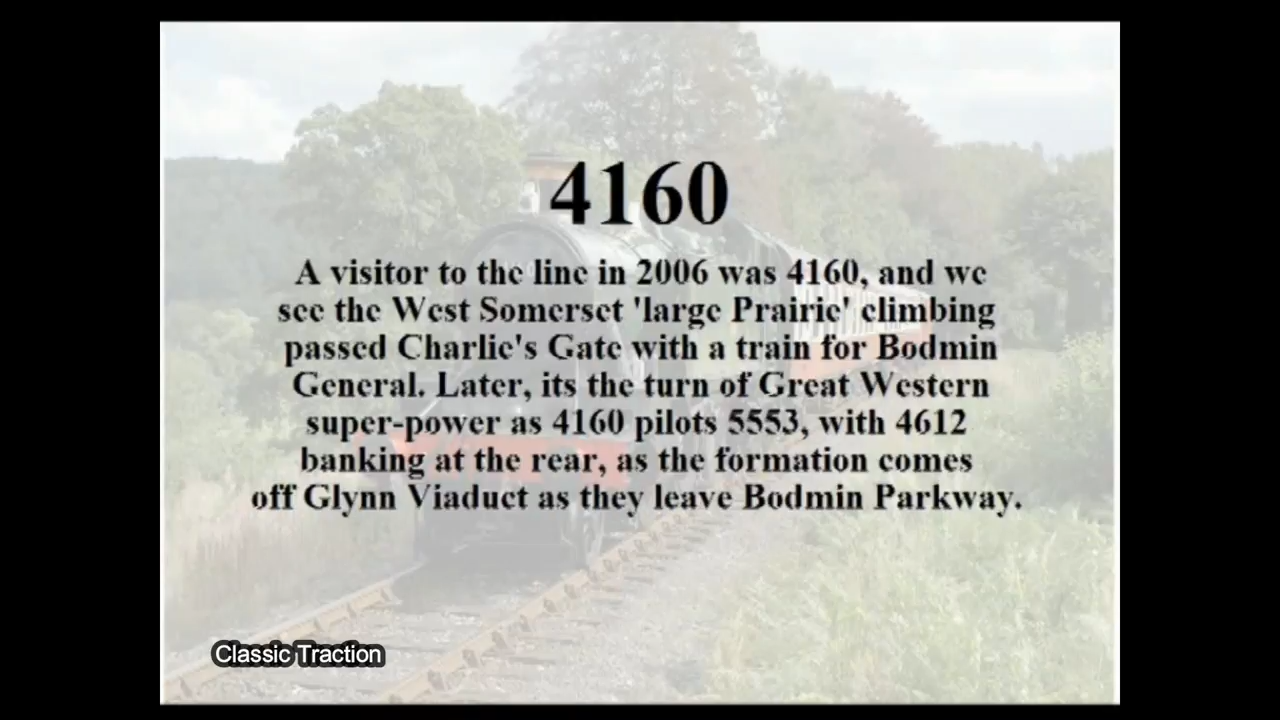 4160
A visitor to the line in 2006 was 4160, and we
see the West Somerset 'large Prairie' climbing
passed Charlie's Gate with a train for Bodmin
General. Later, its the turn of Great Western
super-power as 4160 pilots 5553, with 4612
banking at the rear, as the formation comes
off Glynn Viaduct as they leave Bodmin Parkway.
Classic Traction